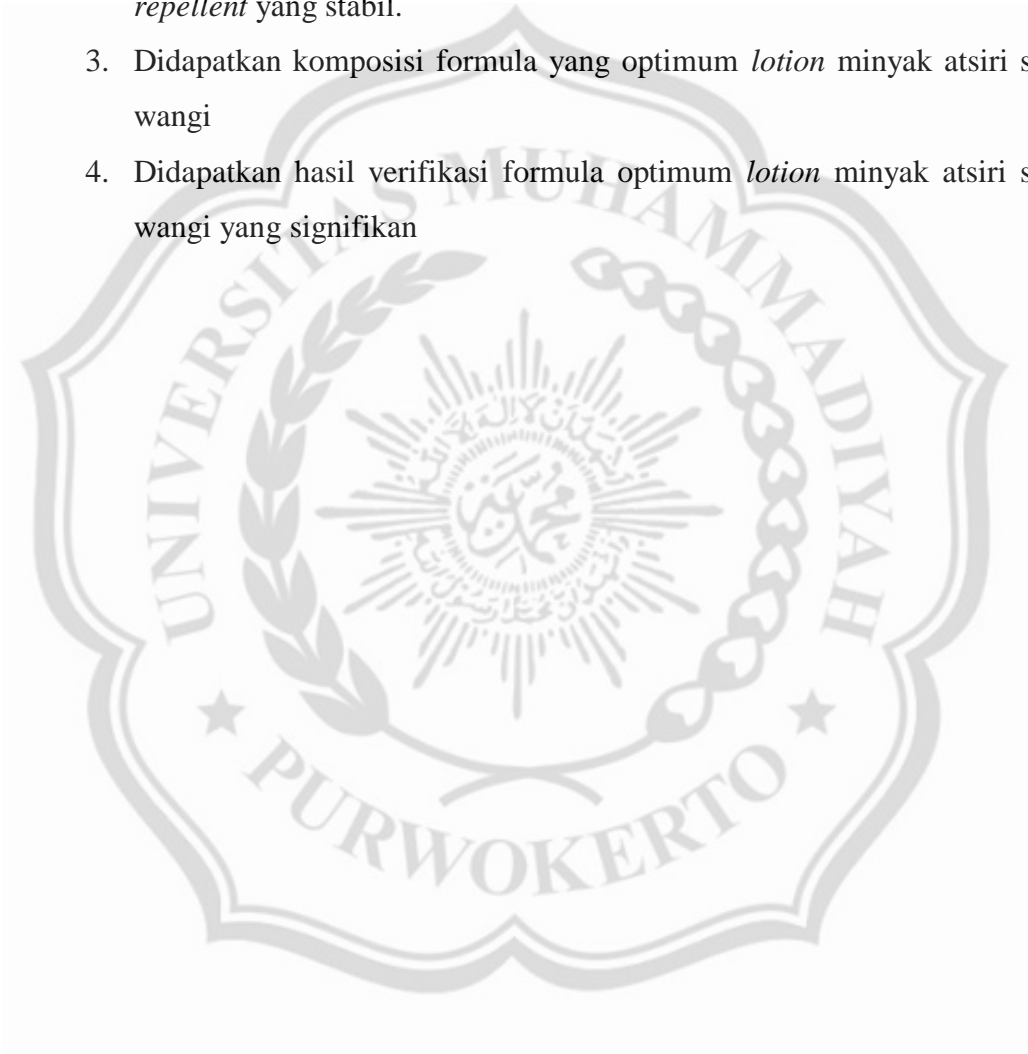 repellent yang stabil.
3. Didapatkan komposisi formula yang optimum lotion minyak atsiri s
wangi
4. Didapatkan hasil verifikasi formula optimum lotion minyak atsiri s
wangi yang signifikan
UNIVERSITAS MUHAMMADIYAH
PURWOKERTO